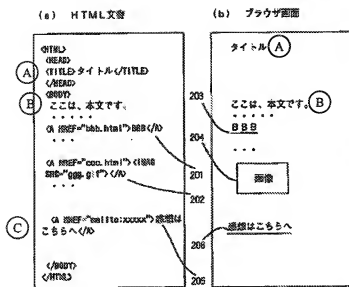 (a) HTML文書
<HTML>
<HEAD>
A <TITLE>タイトル</TITLE>
</HEAD>
<BODY>
B ここは、本文です。
・・・・・
<A HREF="bbb.html">BBB</A>
・・・
<A HREF="ccc.html"><IMAG
SRC="ggg.gif"></A>
・・・
C <A HREF="mailto:xxxxx">感想は
こちらへ</A>
</BODY>
</HTML>
(b) ブラウザ画面
タイトル A
203
ここは、本文です。 B
・・・・・
BBB
204
・・・
201
画像
202
206
感想はこちらへ
205